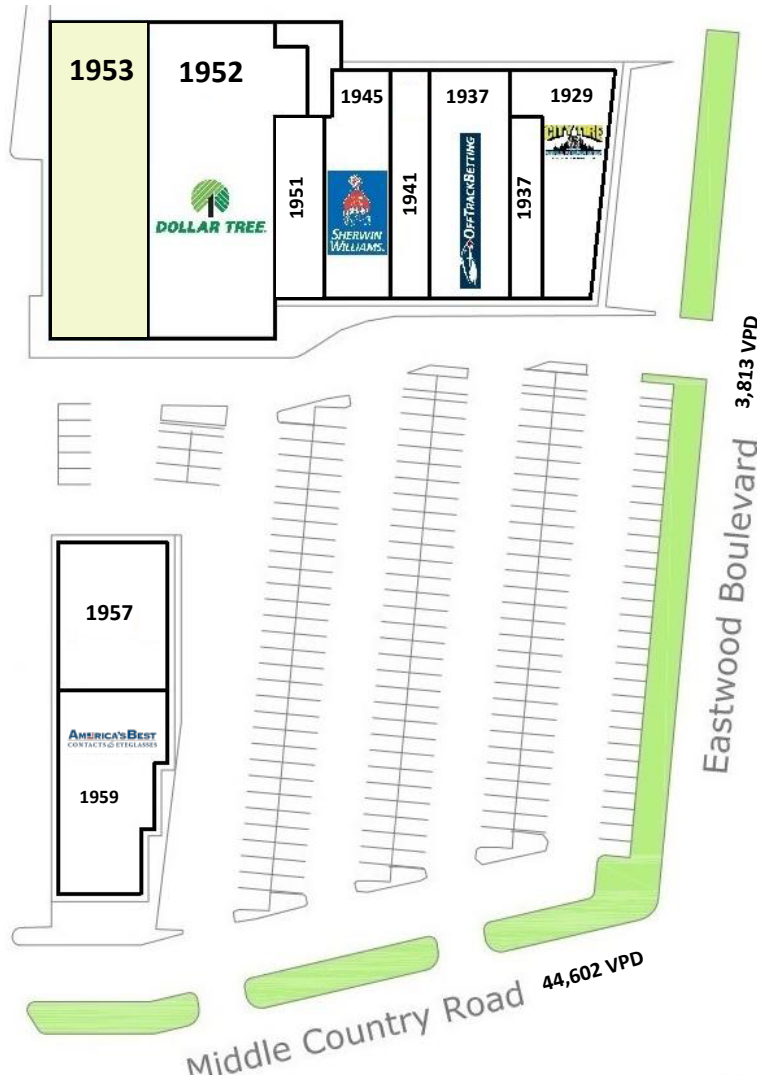 1953
1952
DOLLAR TREE.
1951
1945
SHERWIN
WILLIAMS.
1941
1937
OFFTRACKBETTING
1937
1929
3,813 VPD
Eastwood Boulevard
1957
AMERICA'S BEST
CONTACTS & EYEGLASSES
1959
44,602 VPD
Middle Country Road